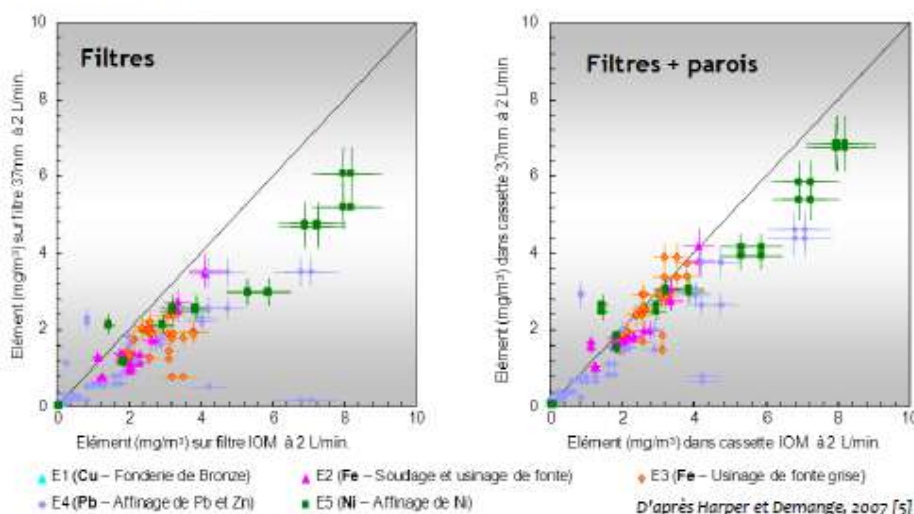 Filtres
Elément (mg/m³) sur filtre 37mm à 2 L/min.
10
8
6
4
2
0
0 2 4 6 8 10
Elément (mg/m³) sur filtre IOM à 2 L/min.
Filtres + parois
Elément (mg/m³) dans cassette 37mm à 2 L/min.
10
8
6
4
2
0
0 2 4 6 8 10
Elément (mg/m³) dans cassette IOM à 2 L/min.
E1 (Cu – Fonderie de Bronze)
E2 (Fe – Soudage et usinage de fonte)
E3 (Fe – Usinage de fonte grise)
E4 (Pb – Affinage de Pb et Zn)
E5 (Ni – Affinage de Ni)
D'après Harper et Demange, 2007 [5]